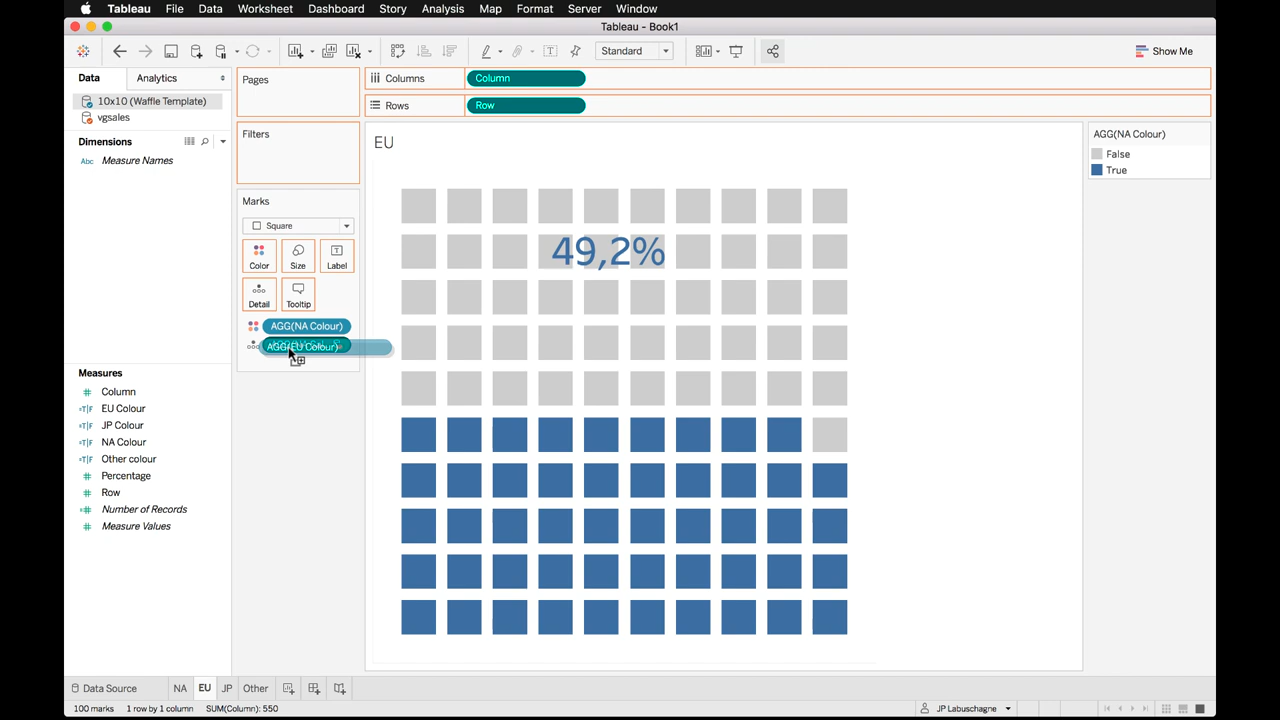 Tableau File Data Worksheet Dashboard Story Analysis Map Format Server Window
Tableau - Book1
Standard
Show Me
Data Analytics
Pages
Columns Column
10x10 (Waffle Template)
vgsales
Rows Row
Dimensions
Filters
EU
AGG(NA Colour)
False
True
Abc Measure Names
Marks
Square
Color Size Label
Detail Tooltip
AGG(NA Colour)
AGG(EU Colour)
49,2%
Measures
Column
=T|F EU Colour
=T|F JP Colour
=T|F NA Colour
=T|F Other colour
Percentage
Row
Number of Records
Measure Values
Data Source NA EU JP Other
100 marks 1 row by 1 column SUM(Column): 550 JP Labuschagne